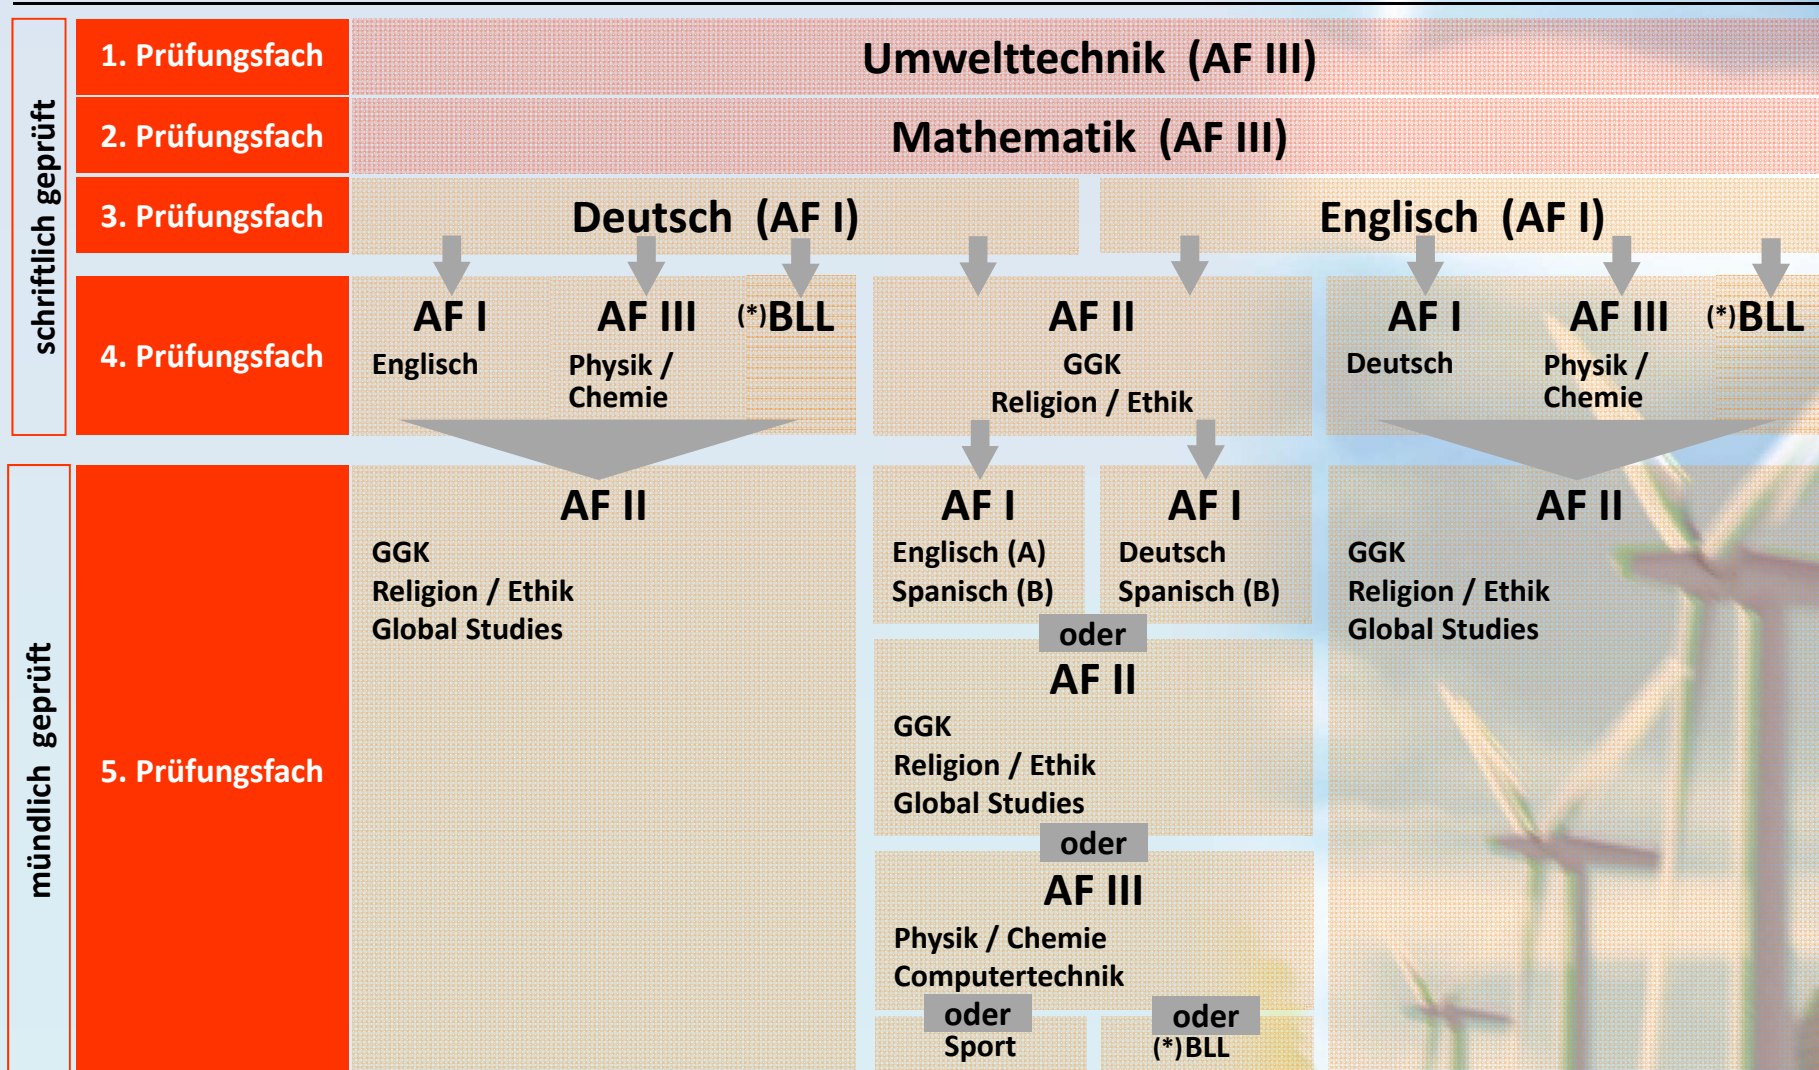 schriftlich geprüft
1. Prüfungsfach
Umwelttechnik (AF III)
2. Prüfungsfach
Mathematik (AF III)
3. Prüfungsfach
Deutsch (AF I)
Englisch (AF I)
4. Prüfungsfach
AF I
Englisch
AF III
Physik /
Chemie
(*)BLL
AF II
GGK
Religion / Ethik
AF I
Deutsch
AF III
Physik /
Chemie
(*)BLL
mündlich geprüft
5. Prüfungsfach
AF II
GGK
Religion / Ethik
Global Studies
AF I
Englisch (A)
Spanisch (B)
AF I
Deutsch
Spanisch (B)
oder
AF II
GGK
Religion / Ethik
Global Studies
oder
AF III
Physik / Chemie
Computertechnik
oder
Sport
oder
(*)BLL
AF II
GGK
Religion / Ethik
Global Studies